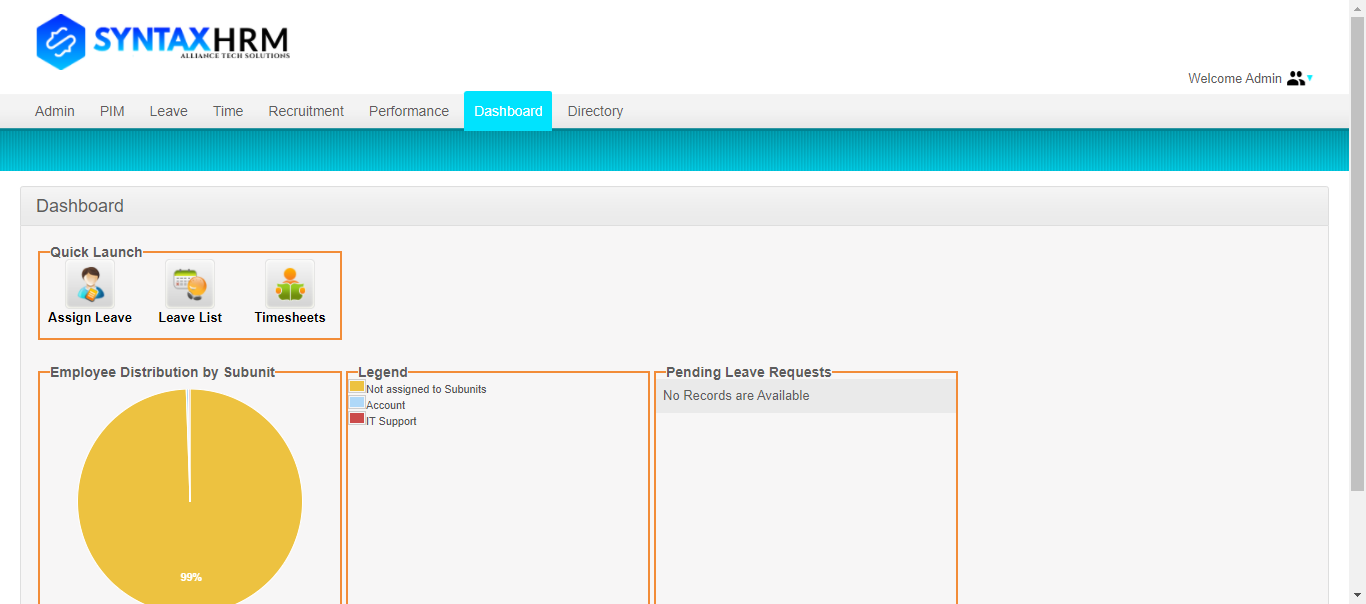 SYNTAXHRM
ALLIANCE TECH SOLUTIONS
Welcome Admin
Admin PIM Leave Time Recruitment Performance Dashboard Directory
Dashboard
Quick Launch
Assign Leave Leave List Timesheets
Employee Distribution by Subunit
99%
Legend
Not assigned to Subunits
Account
IT Support
Pending Leave Requests
No Records are Available